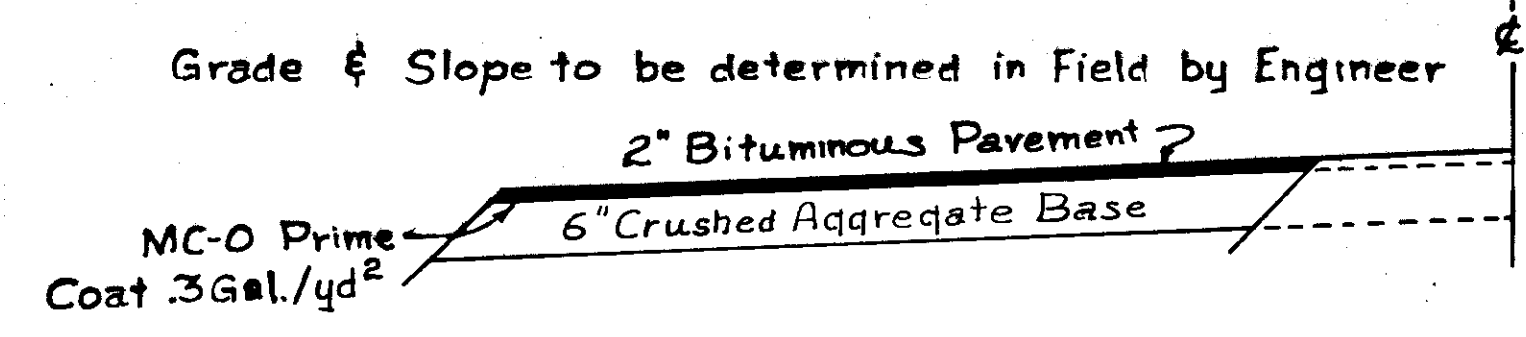 ℄
Grade & Slope to be determined in Field by Engineer
2" Bituminous Pavement
6" Crushed Aggregate Base
MC-O Prime
Coat .3 Gal./yd²